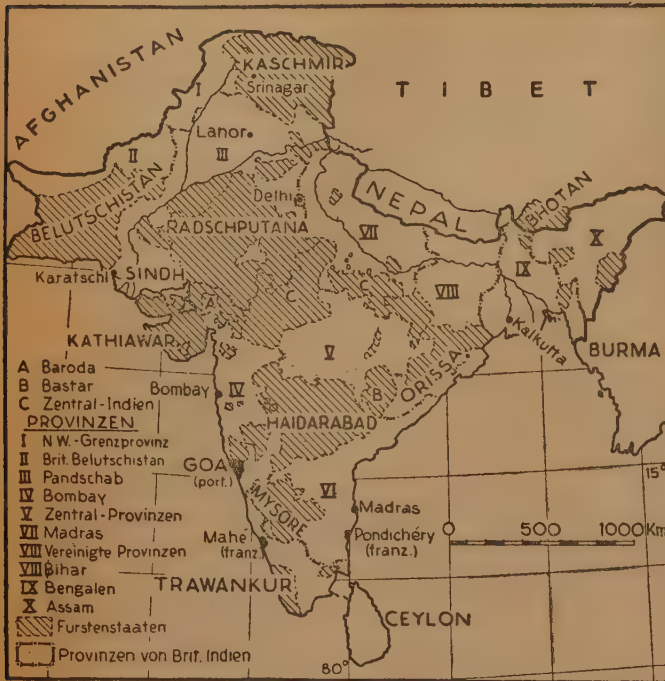 AFGHANISTAN
KASCHMIR
Srinagar
TIBET
I
Lahor
II
III
BELUTSCHISTAN
Delhi
NEPAL
BHOTAN
RADSCHPUTANA
VII
X
IX
Karatschi
SINDH
C
C
VIII
A
KATHIAWAR
Kalkutta
BURMA
V
ORISSA
B
A Baroda
B Bastar
C Zentral-Indien
PROVINZEN
I N.W.-Grenzprovinz
II Brit. Belutschistan
III Pandschab
IV Bombay
V Zentral-Provinzen
VII Madras
VIII Vereinigte Provinzen
VIII Bihar
IX Bengalen
X Assam
Furstenstaaten
Provinzen von Brit. Indien
Bombay
IV
HAIDARABAD
GOA
(port.)
15°
VI
MYSORE
Madras
0 500 1000 Km
Mahe
(franz.)
Pondichéry
(franz.)
TRAWANKUR
CEYLON
80°